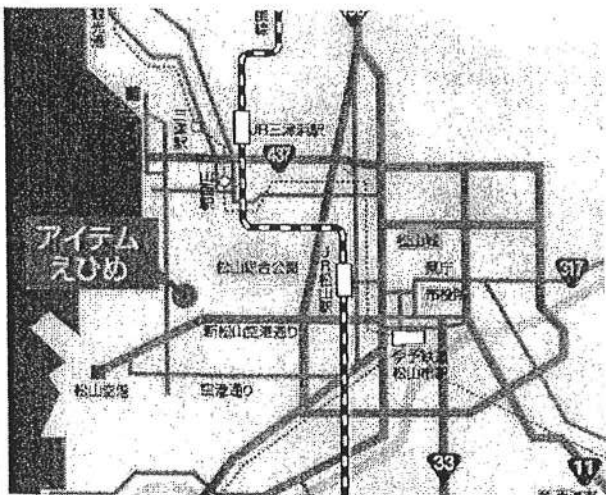 JR三津浜駅
437
アイテム
えひめ
松山総合公園
JR松山駅
松山城
県庁
市役所
317
新松山空港通り
松山空港
空港通り
伊予鉄道
松山市駅
33
11